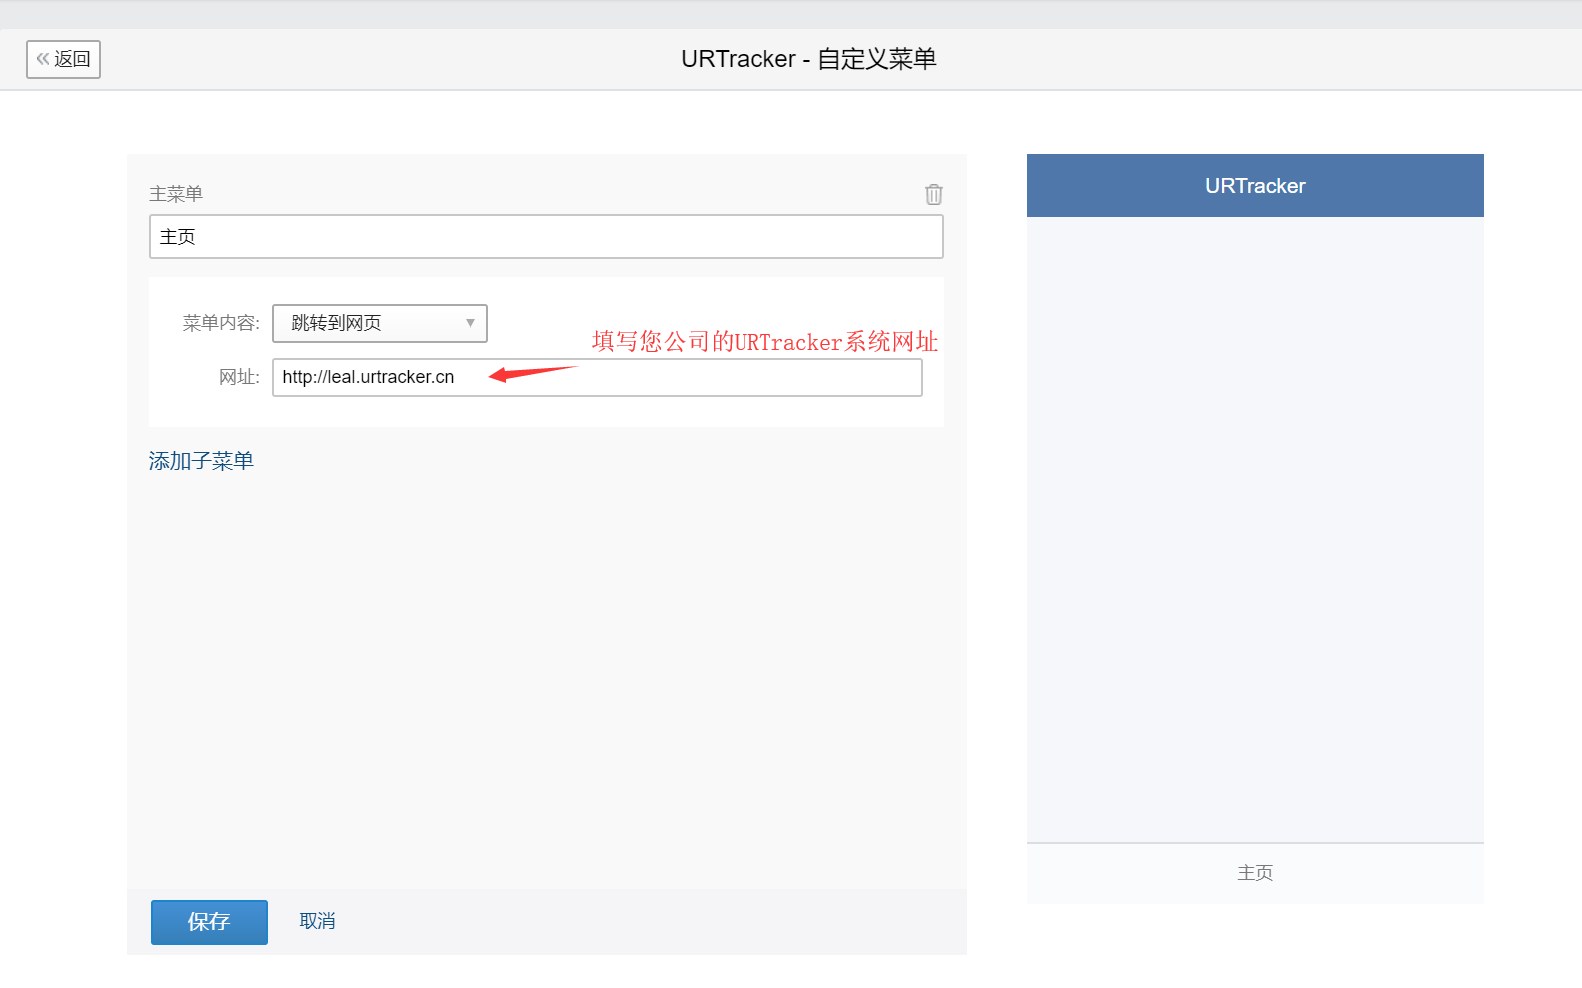 返回
URTracker - 自定义菜单
主菜单
主页
菜单内容:
跳转到网页
填写您公司的URTracker系统网址
网址:
http://leal.urtracker.cn
添加子菜单
保存
取消
URTracker
主页